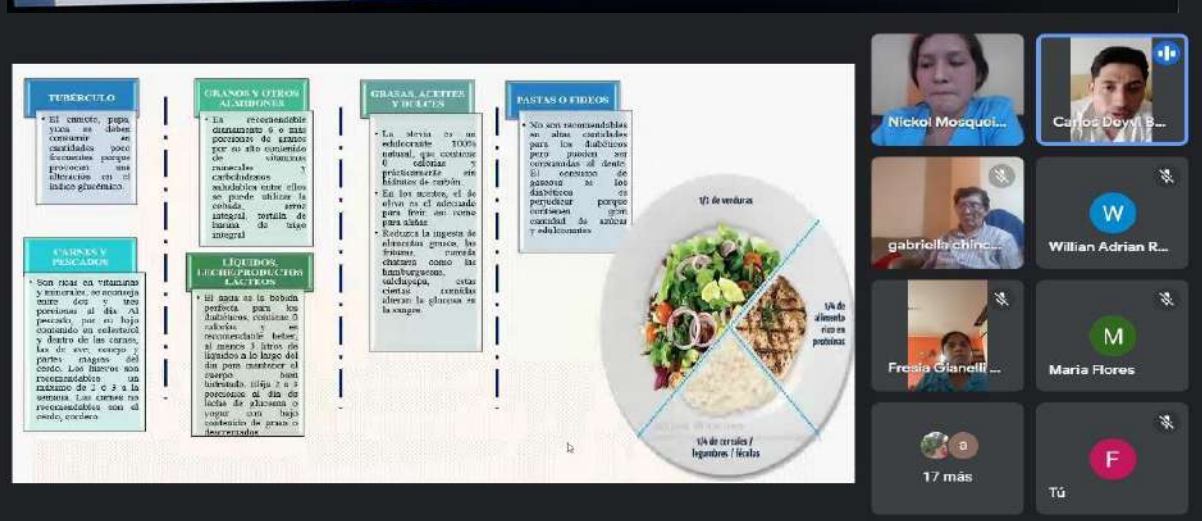 TUBÉRCULO
• El camote, papa,
yuca se deben
consumir en
cantidades poco
frecuentes porque
provocan una
alteración en el
índice glucémico.
CARNES Y
PESCADOS
• Son ricas en vitaminas
y minerales, se aconseja
entre dos y tres
porciones al día. Al
pescado, por su bajo
contenido en colesterol
y dentro de las carnes,
las de ave, conejo y
partes magras del
cerdo. Los huevos son
recomendables un
máximo de 2 o 3 a la
semana. Las carnes no
recomendables son el
cerdo, cordero.
GRANOS Y OTROS
ALMIDONES
• Es recomendable
diariamente 6 o más
porciones de granos
por su alto contenido
de vitaminas
minerales y
carbohidratos
saludables entre ellos
se puede utilizar la
cebada, arroz
integral, tortilla de
harina de trigo
integral
LÍQUIDOS,
LECHE/PRODUCTOS
LÁCTEOS
• El agua es la bebida
perfecta para los
diabéticos, contiene 0
calorías y es
recomendable beber,
al menos 3 litros de
líquidos a lo largo del
día para mantener el
cuerpo bien
hidratado. Elija 2 a 3
porciones al día de
leche de
yogur con bajo
contenido de grasa o
descremados
GRASAS, ACEITES
Y DULCES
• La stevia es un
edulcorante 100%
natural, que contiene
0 calorías y
prácticamente sin
hidratos de carbón.
• En los aceites, el de
oliva es el adecuado
para freír así como
para aliñar
• Reduzca la ingesta de
alimentos grasos, las
frituras, comida
chatarra como las
hamburguesas,
salchipapa, estas
ciertas comidas
alteran la glucosa en
la sangre.
PASTAS O FIDEOS
• No son recomendables
en altas cantidades
para los diabéticos
pero pueden ser
consumidas al dente.
El consumo de
gaseosa a los
diabéticos es
perjudicar porque
contienen gran
cantidad de azúcar
y edulcorantes
1/2 de verduras
1/4 de
alimento
rico en
proteínas
1/4 de cereales /
legumbres / féculas
Nickol Mosquei...
Carlos Deyvi B...
gabriella chinc...
W
Willian Adrian R...
Fresia Gianelli ...
M
Maria Flores
a
17 más
F
Tú